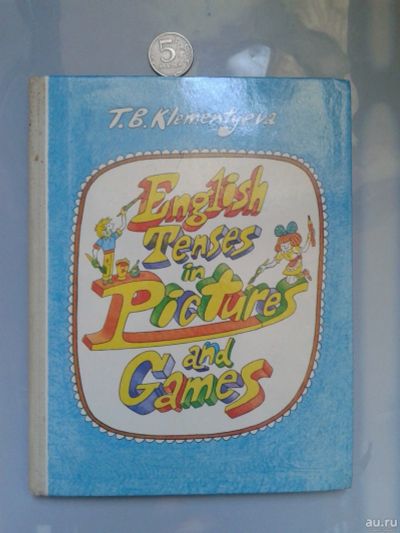 5
T.B. Klementyeva
English
Tenses
in
Pictures
and
Games
au.ru